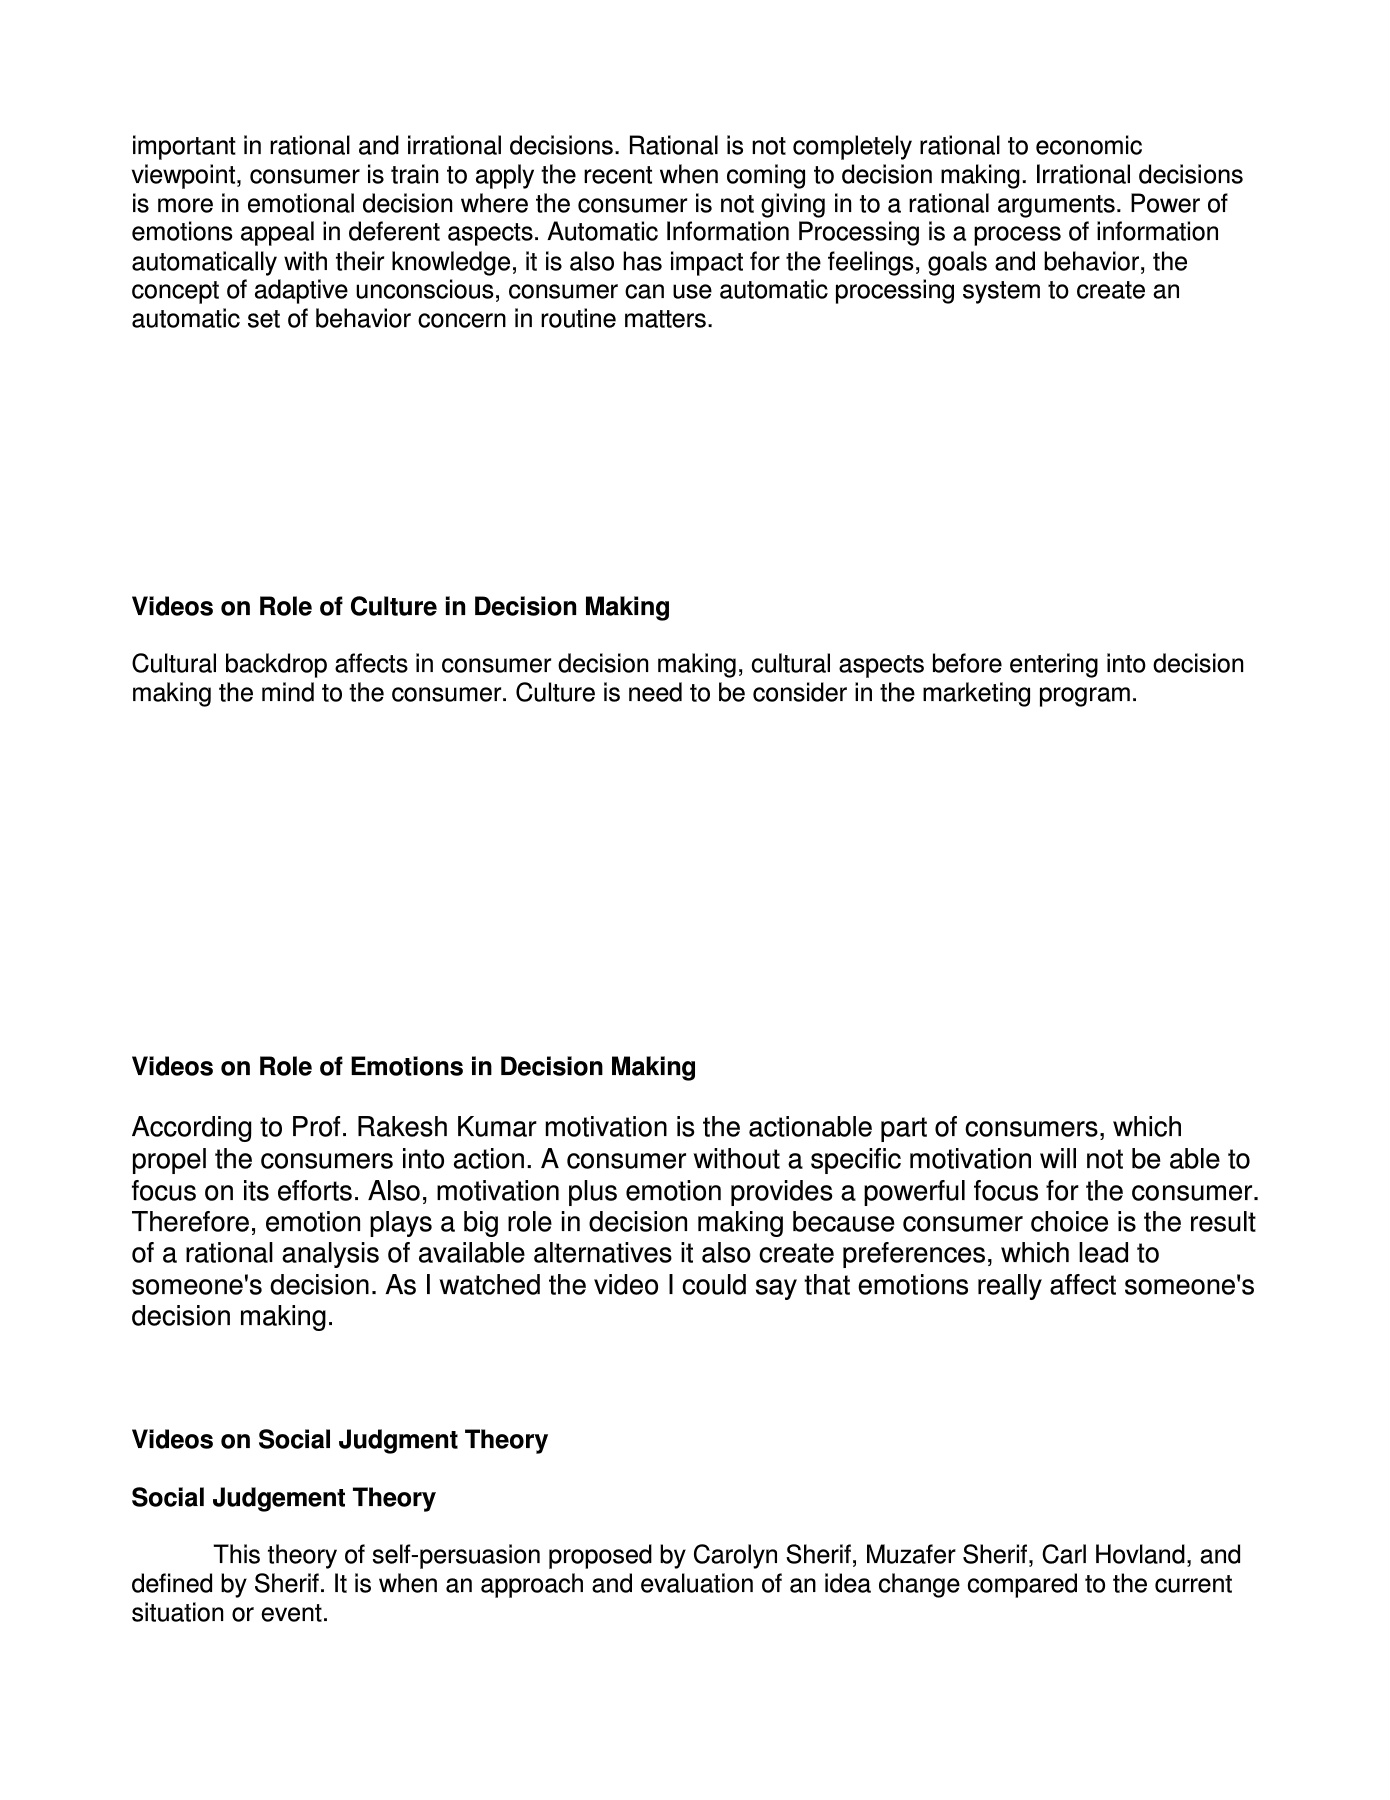 important in rational and irrational decisions. Rational is not completely rational to economic
viewpoint, consumer is train to apply the recent when coming to decision making. Irrational decisions
is more in emotional decision where the consumer is not giving in to a rational arguments. Power of
emotions appeal in deferent aspects. Automatic Information Processing is a process of information
automatically with their knowledge, it is also has impact for the feelings, goals and behavior, the
concept of adaptive unconscious, consumer can use automatic processing system to create an
automatic set of behavior concern in routine matters.
Videos on Role of Culture in Decision Making
Cultural backdrop affects in consumer decision making, cultural aspects before entering into decision
making the mind to the consumer. Culture is need to be consider in the marketing program.
Videos on Role of Emotions in Decision Making
According to Prof. Rakesh Kumar motivation is the actionable part of consumers, which
propel the consumers into action. A consumer without a specific motivation will not be able to
focus on its efforts. Also, motivation plus emotion provides a powerful focus for the consumer.
Therefore, emotion plays a big role in decision making because consumer choice is the result
of a rational analysis of available alternatives it also create preferences, which lead to
someone's decision. As I watched the video I could say that emotions really affect someone's
decision making.
Videos on Social Judgment Theory
Social Judgement Theory
This theory of self-persuasion proposed by Carolyn Sherif, Muzafer Sherif, Carl Hovland, and
defined by Sherif. It is when an approach and evaluation of an idea change compared to the current
situation or event.